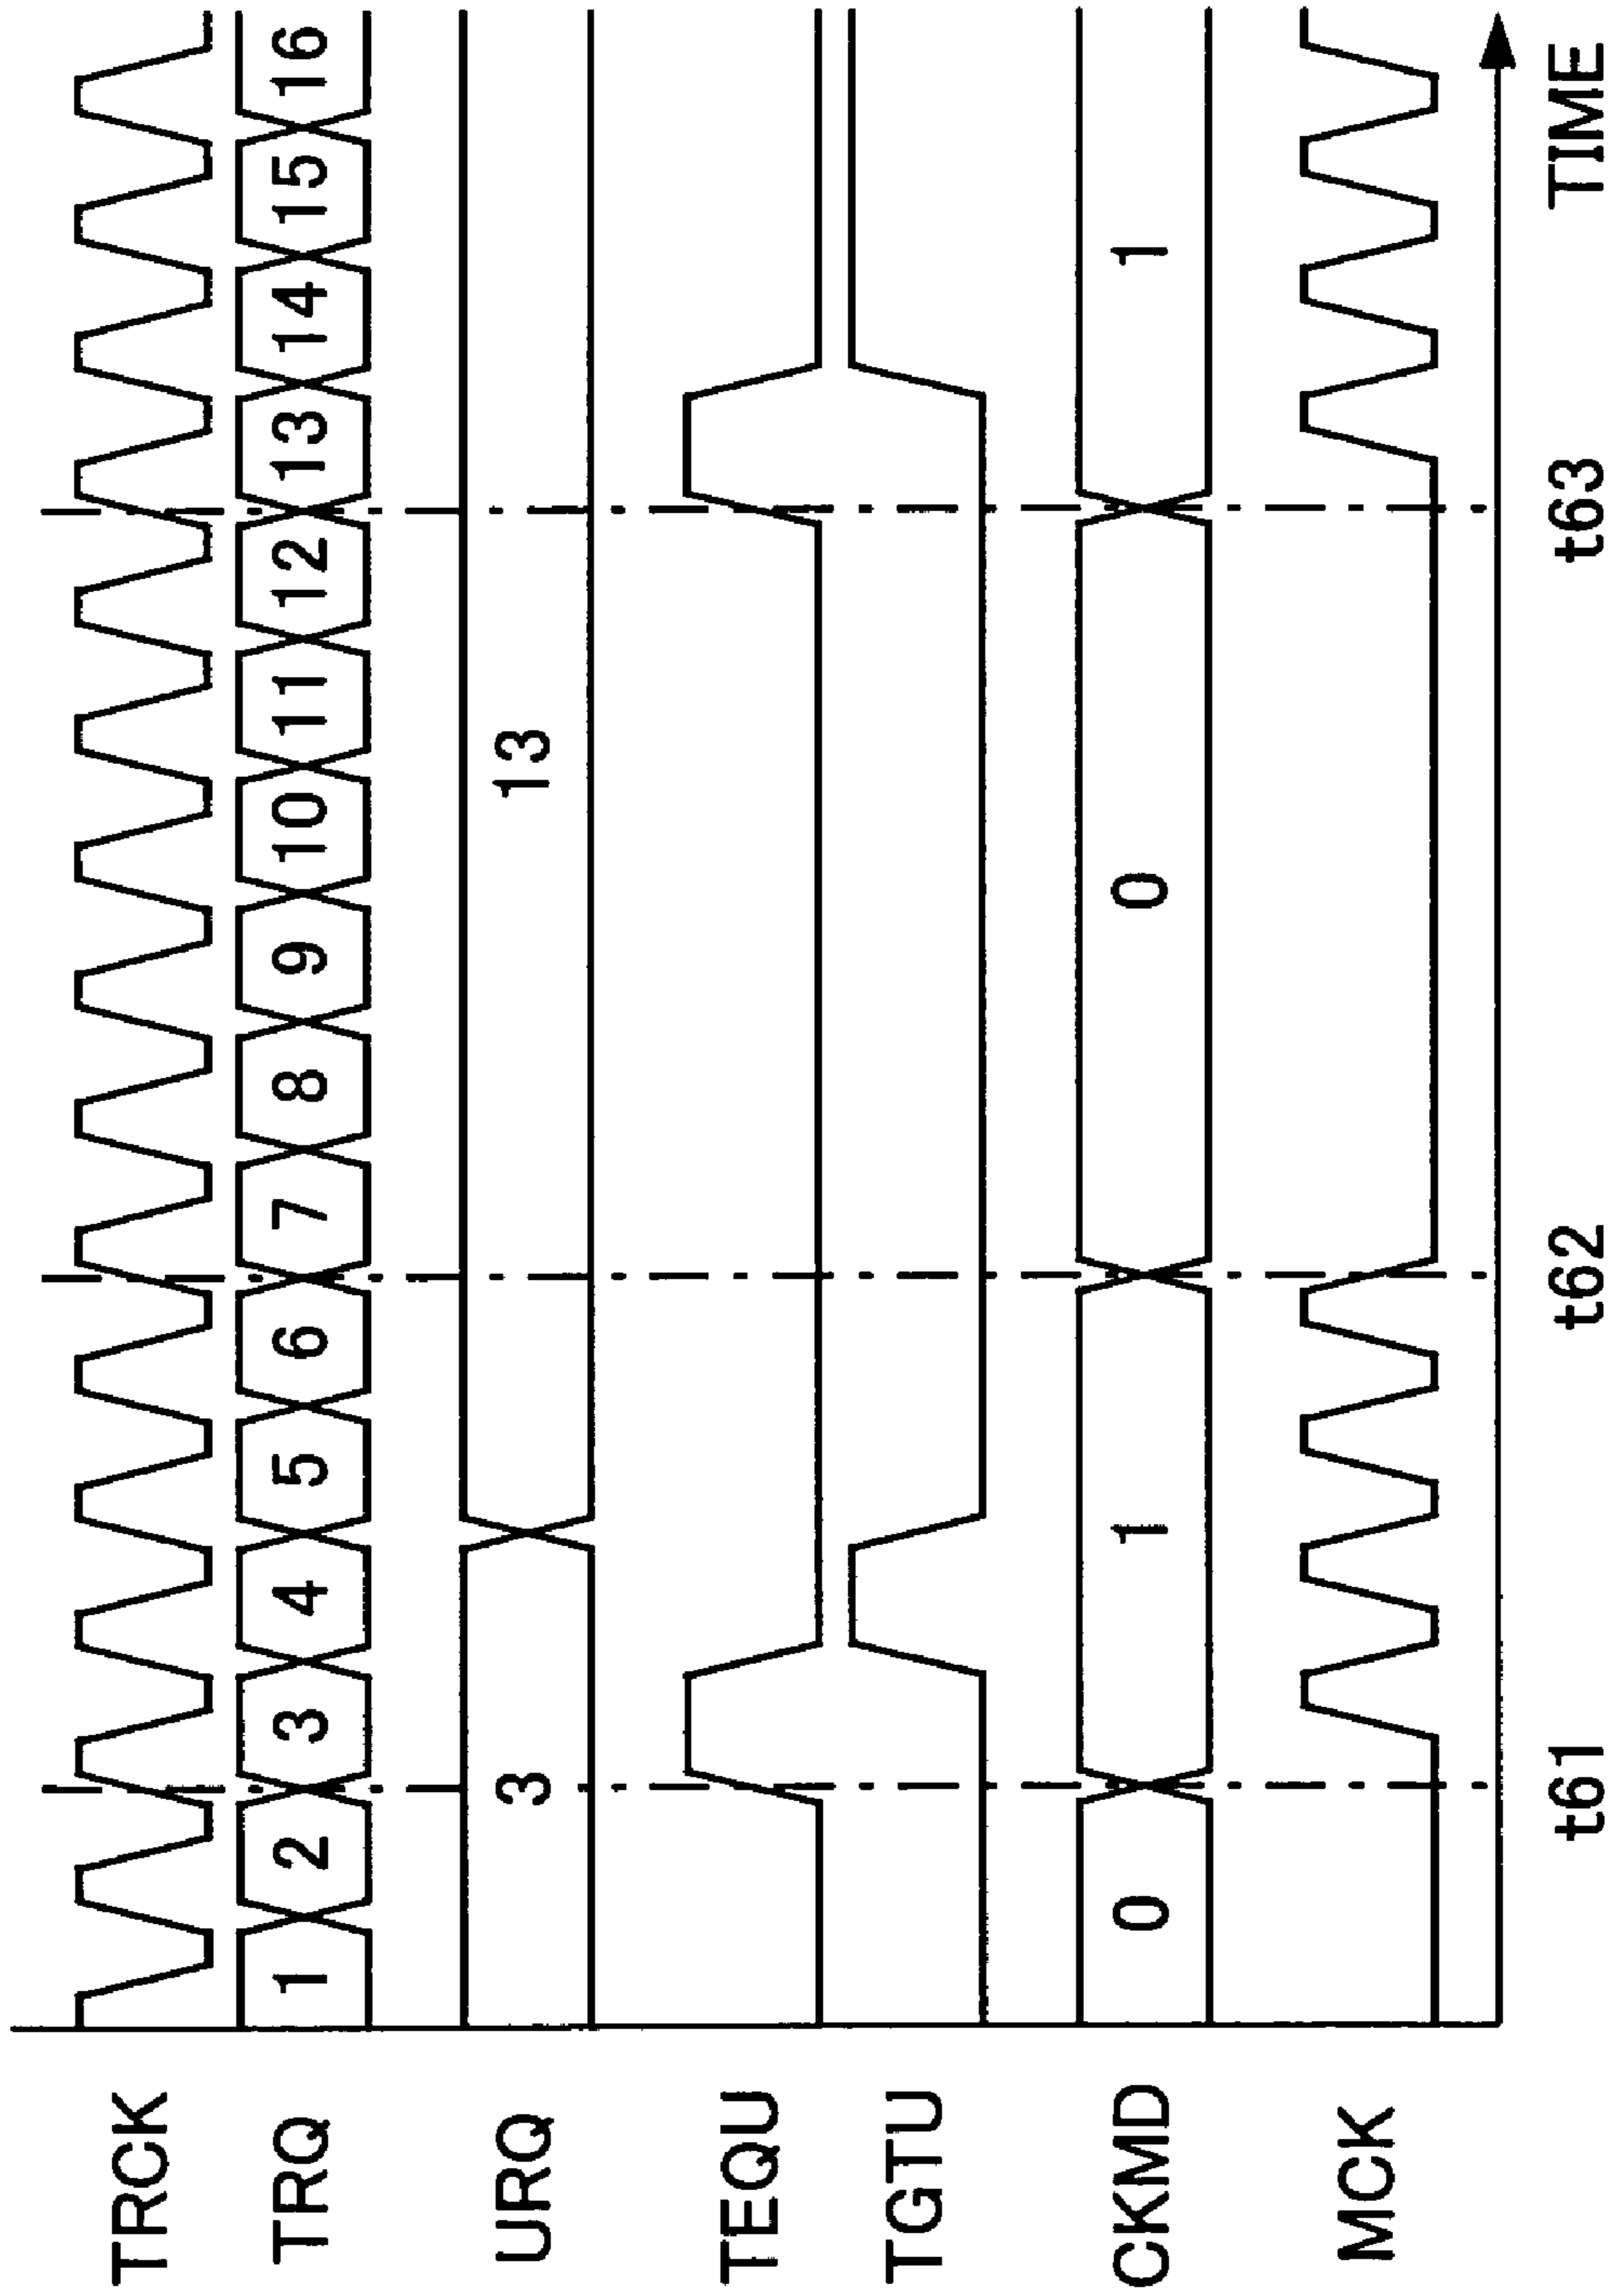 TRCK
TRQ 1 2 3 4 5 6 7 8 9 10 11 12 13 14 15 16
URQ 3 13
TEQU
TGTU
CKMD 0 1 0 1
MCK
t61 t62 t63 TIME